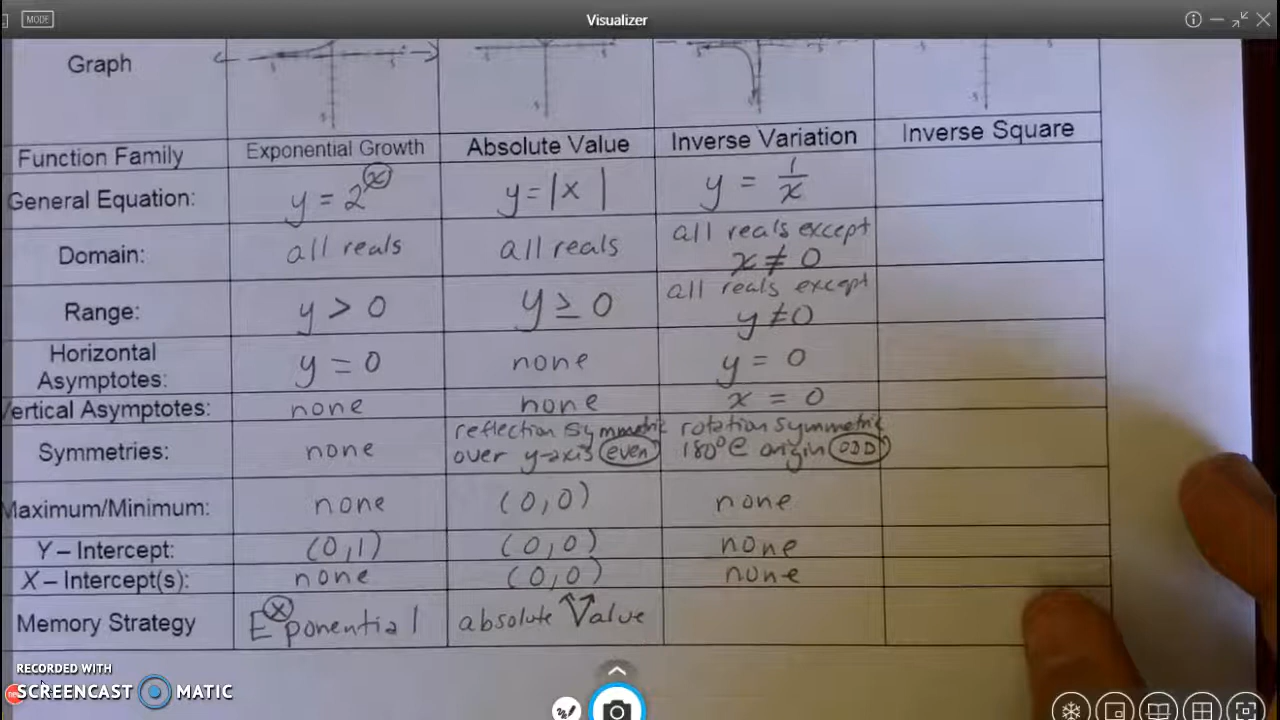 MODE
Visualizer
Graph
Function Family Exponential Growth Absolute Value Inverse Variation Inverse Square
General Equation: y = 2^x y = |x| y = 1/x
Domain: all reals all reals all reals except
x ≠ 0
Range: y > 0 y ≥ 0 all reals except
y ≠ 0
Horizontal
Asymptotes: y = 0 none y = 0
Vertical Asymptotes: none none x = 0
Symmetries: none reflection symmetric rotation symmetric
over y-axis even 180° @ origin ODD
Maximum/Minimum: none (0,0) none
Y – Intercept: (0,1) (0,0) none
X – Intercept(s): none (0,0) none
Memory Strategy Exponential absolute Value
RECORDED WITH
SCREENCAST MATIC